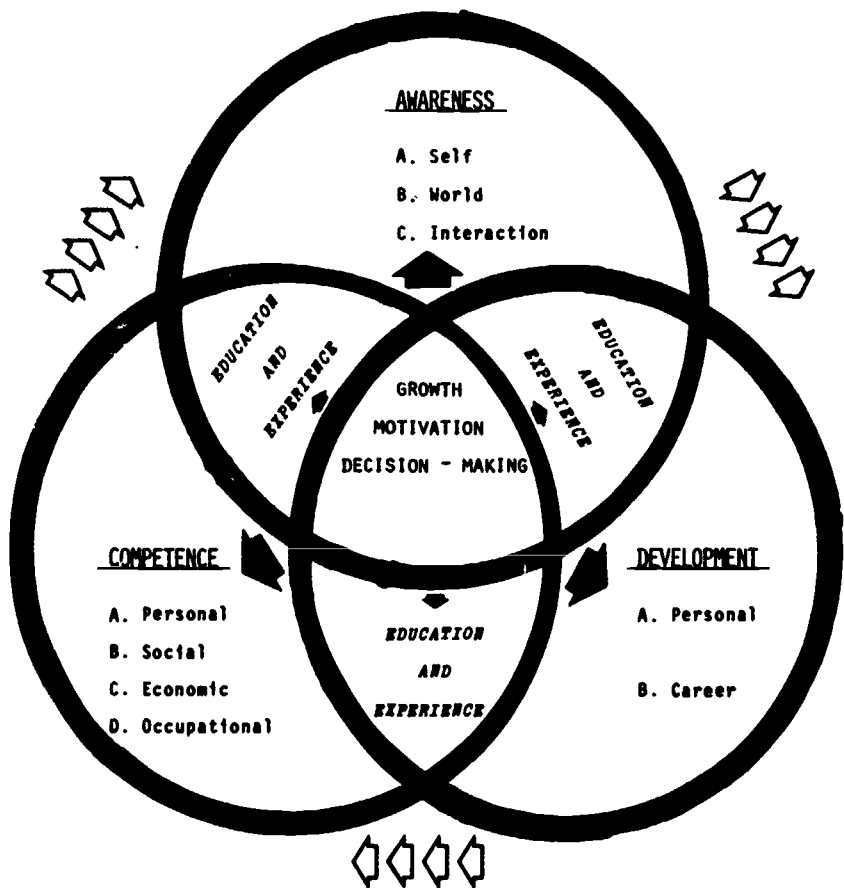 AWARENESS
A. Self
B. World
C. Interaction
EDUCATION
AND
EXPERIENCE
EDUCATION
AND
EXPERIENCE
GROWTH
MOTIVATION
DECISION - MAKING
COMPETENCE
A. Personal
B. Social
C. Economic
D. Occupational
DEVELOPMENT
A. Personal
B. Career
EDUCATION
AND
EXPERIENCE